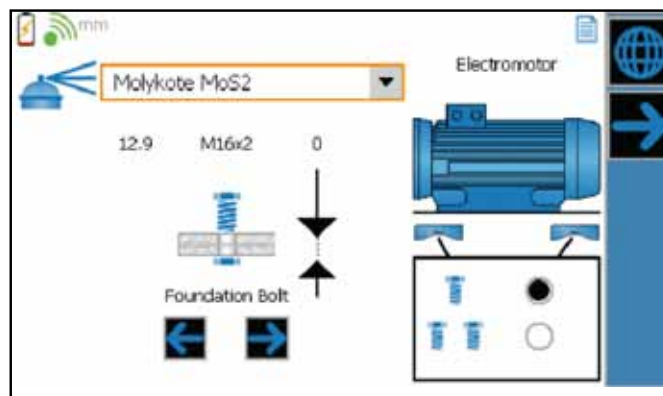 mm
Electromotor
Molykote MoS2
12.9 M16x2 0
Foundation Bolt